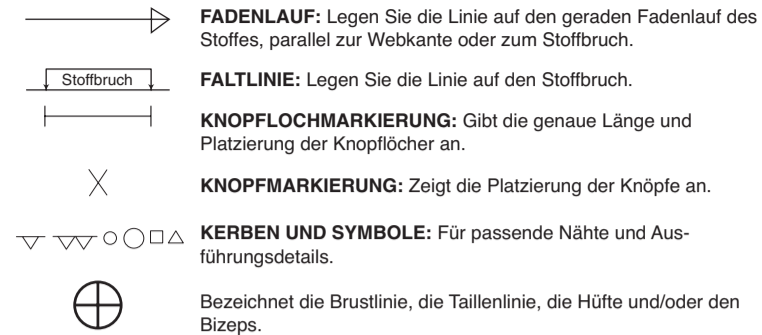 FADENLAUF: Legen Sie die Linie auf den geraden Fadenlauf des
Stoffes, parallel zur Webkante oder zum Stoffbruch.
Stoffbruch
FALTLINIE: Legen Sie die Linie auf den Stoffbruch.
KNOPFLOCHMARKIERUNG: Gibt die genaue Länge und
Platzierung der Knopflöcher an.
KNOPFMARKIERUNG: Zeigt die Platzierung der Knöpfe an.
KERBEN UND SYMBOLE: Für passende Nähte und Aus-
führungsdetails.
Bezeichnet die Brustlinie, die Taillenlinie, die Hüfte und/oder den
Bizeps.